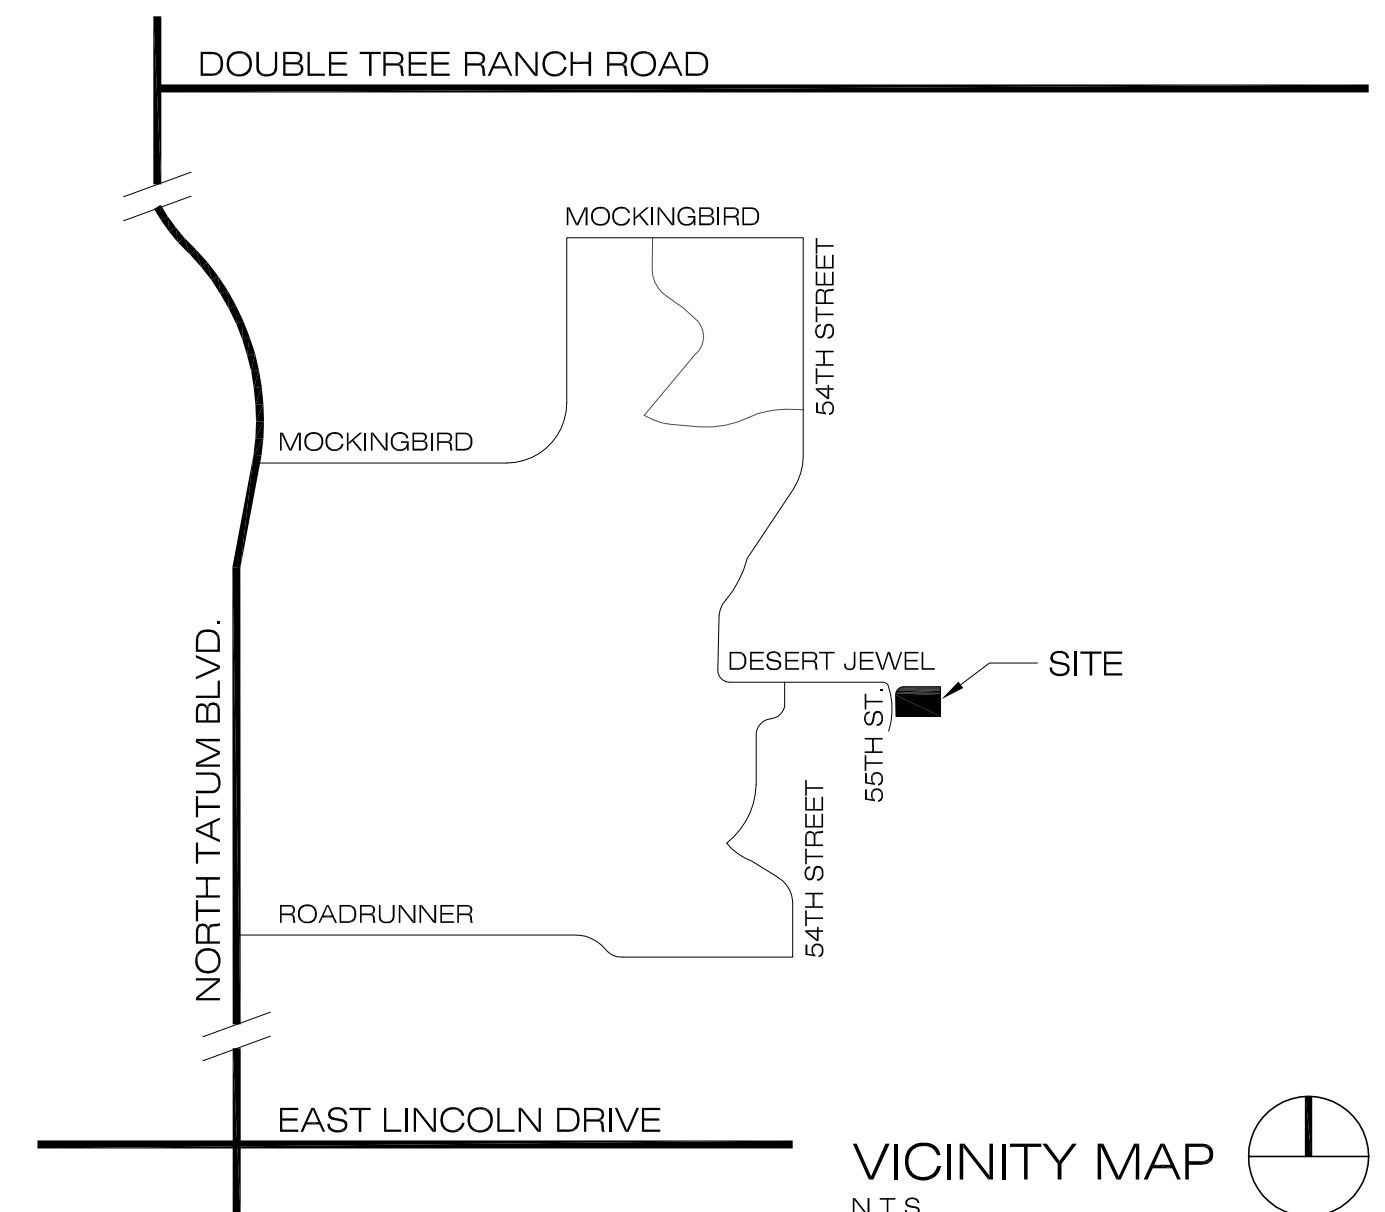 DOUBLE TREE RANCH ROAD
MOCKINGBIRD
54TH STREET
MOCKINGBIRD
NORTH TATUM BLVD.
DESERT JEWEL
SITE
55TH ST.
54TH STREET
ROADRUNNER
EAST LINCOLN DRIVE
VICINITY MAP
N.T.S.